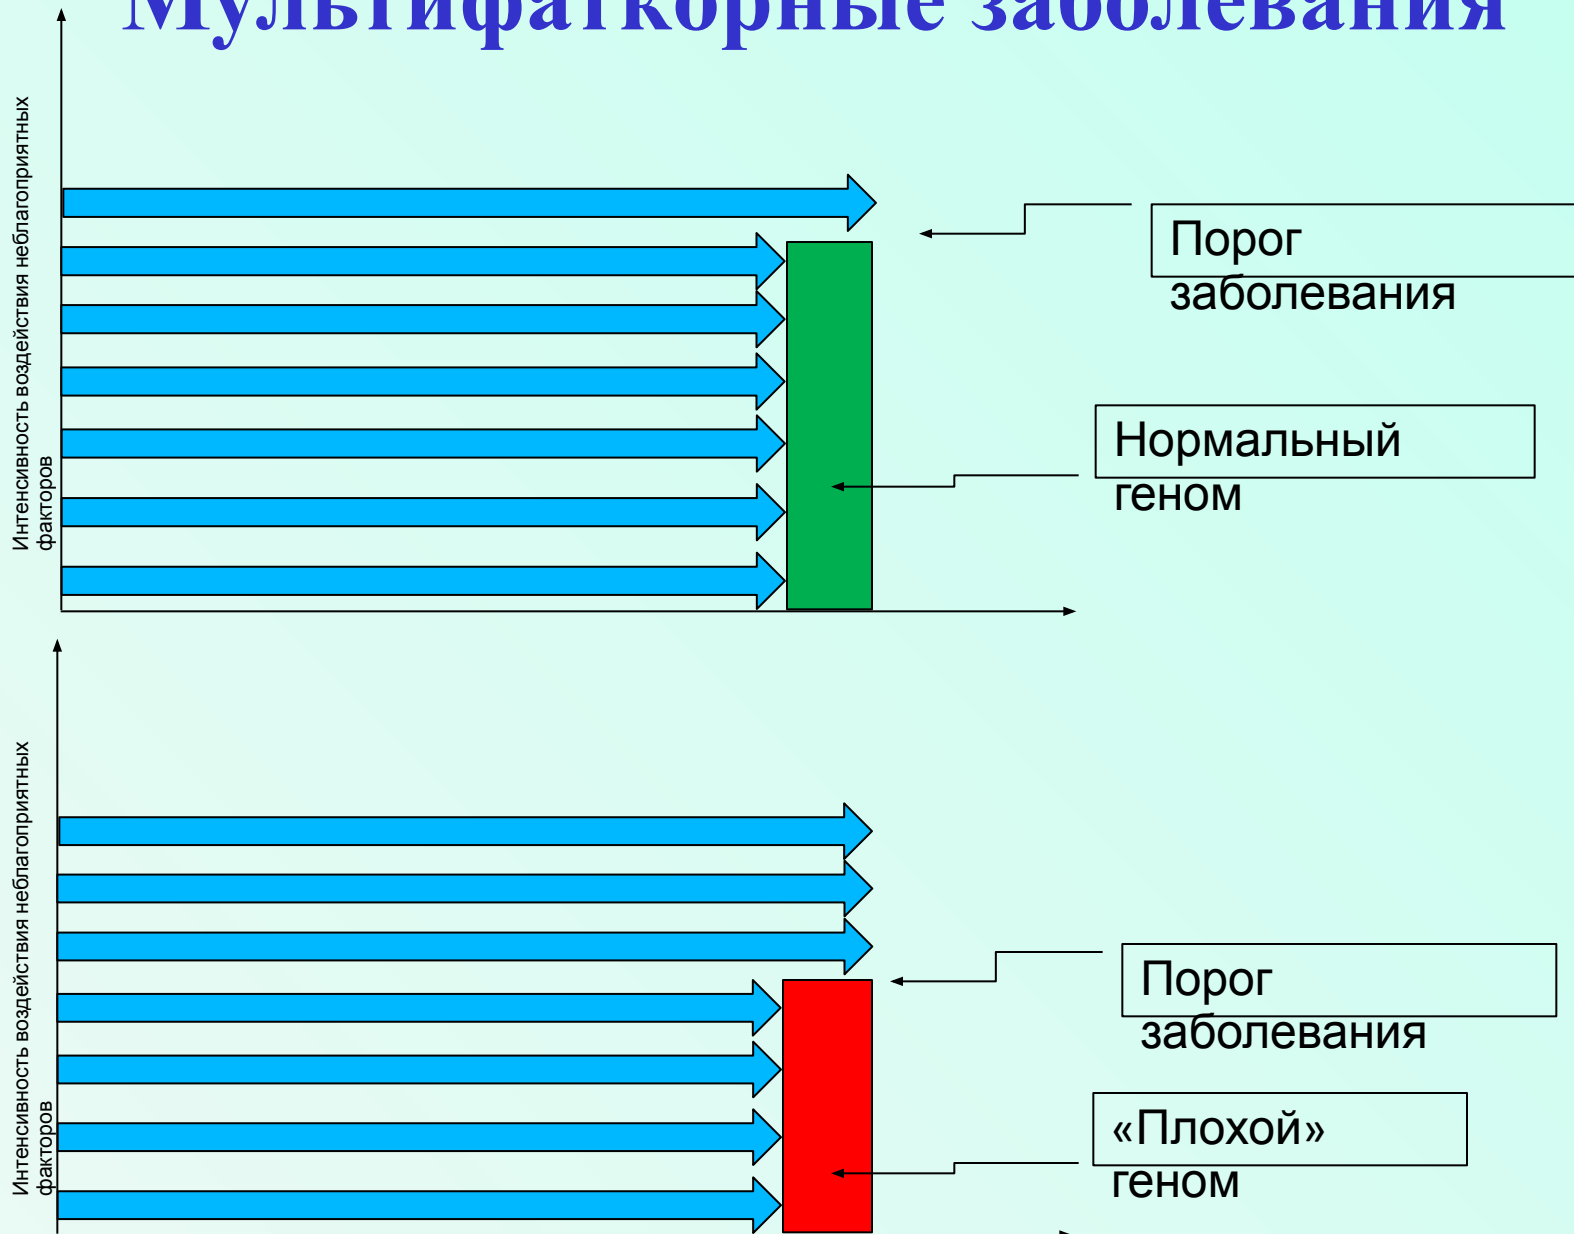 Мультифаткорные заболевания
Интенсивность воздействия неблагоприятных
факторов
Порог
заболевания
Нормальный
геном
Интенсивность воздействия неблагоприятных
факторов
Порог
заболевания
«Плохой»
геном